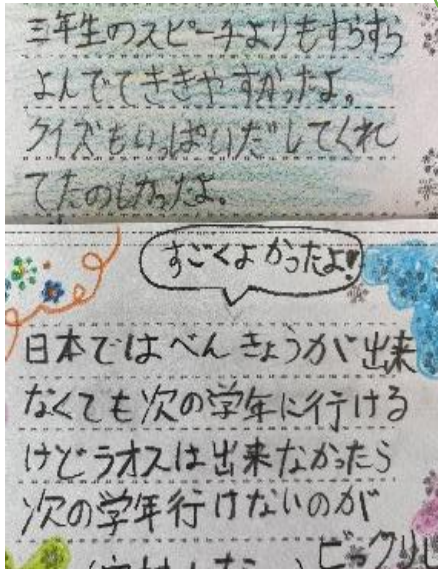 三年生のスピーチよりもすらすら
よんでてききやすかったよ。
クイズもいっぱいだしてくれ
てたのしかったよ。
すごくよかったよ!
日本ではべんきょうが出来
なくても次の学年に行ける
けどラオスは出来なかったら
次の学年行けないのが
ビックリし